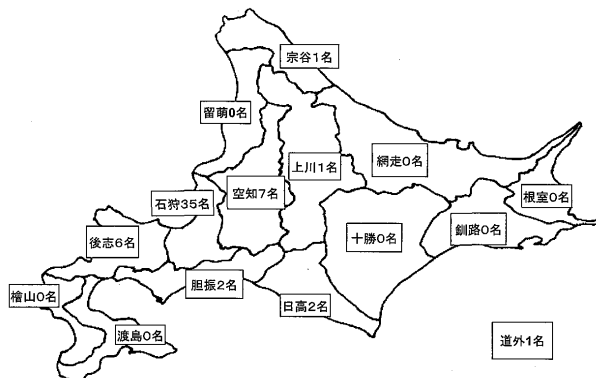 宗谷1名
留萌0名
上川1名
網走0名
石狩35名
空知7名
根室0名
後志6名
十勝0名
釧路0名
胆振2名
檜山0名
日高2名
渡島0名
道外1名